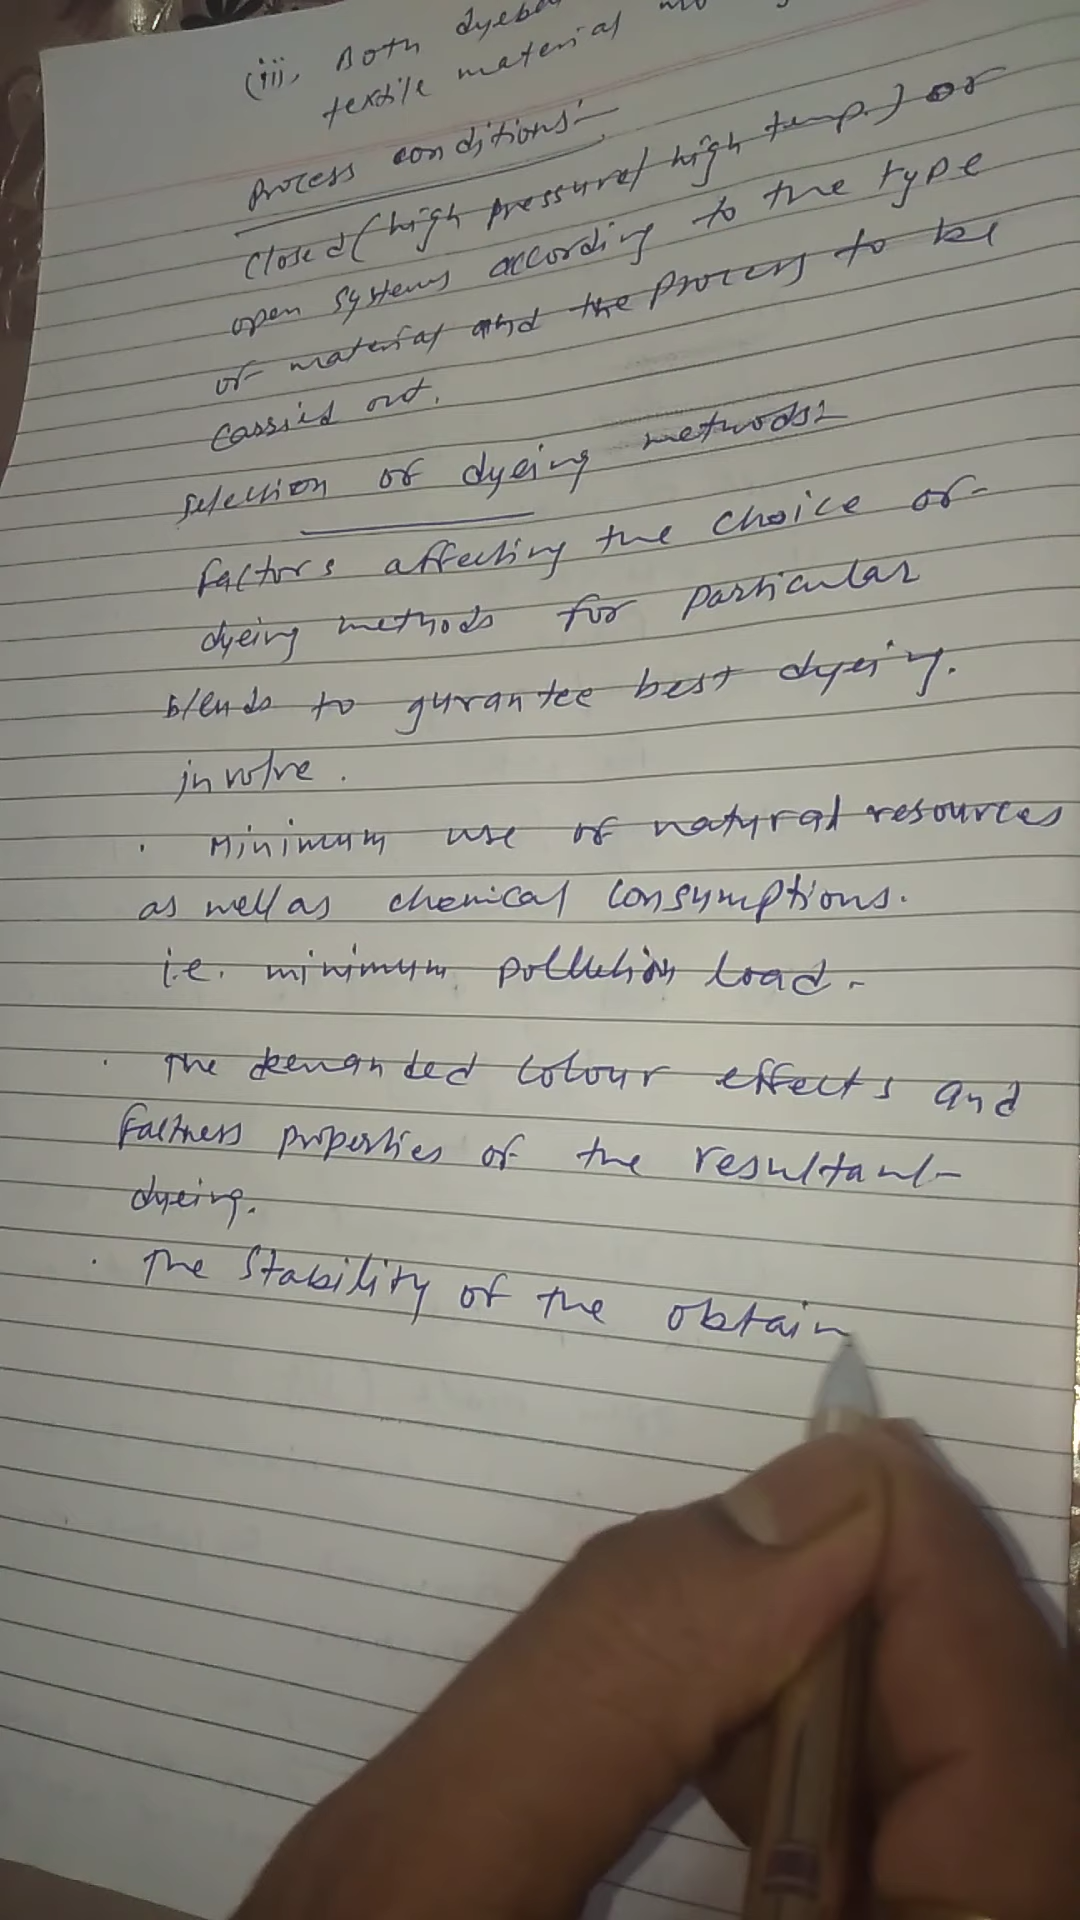 (iii, Both
textile material
Process conditions:-
Closed (high pressure/ high temp.) or
open systems according to the type
of material and the process to be
carried out.
Selection of dyeing methods:-
factors affecting the choice of
dyeing methods for particular
blends to gurantee best dyeing.
involve.
. Minimum use of natural resources
as well as chemical consumptions.
i.e. minimum pollution load.
. The demanded colour effects and
fastness properties of the resultant
dyeing.
. The stability of the obtain